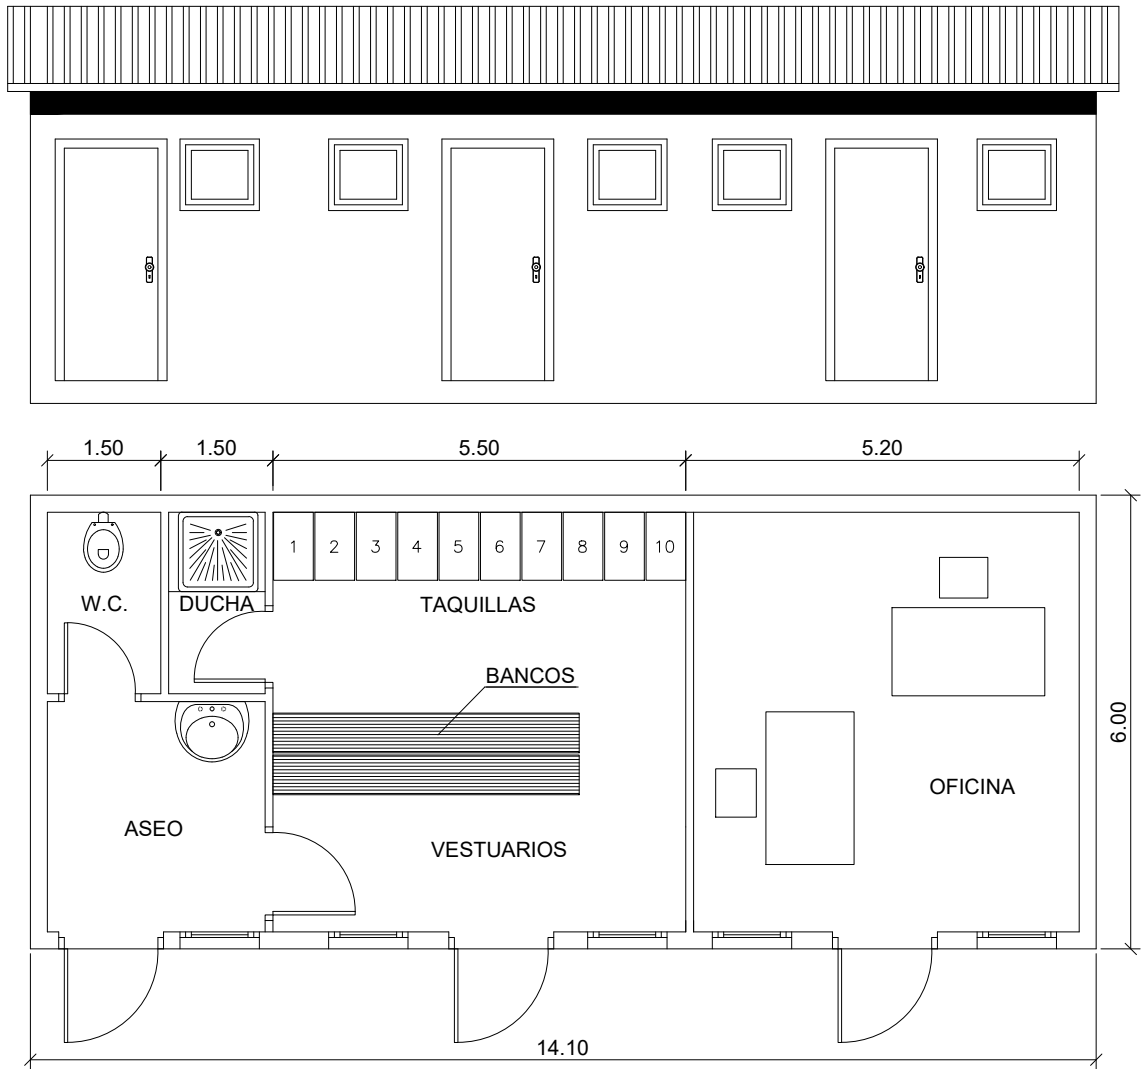 1.50
1.50
5.50
5.20
1 2 3 4 5 6 7 8 9 10
W.C.
DUCHA
TAQUILLAS
BANCOS
6.00
OFICINA
ASEO
VESTUARIOS
14.10